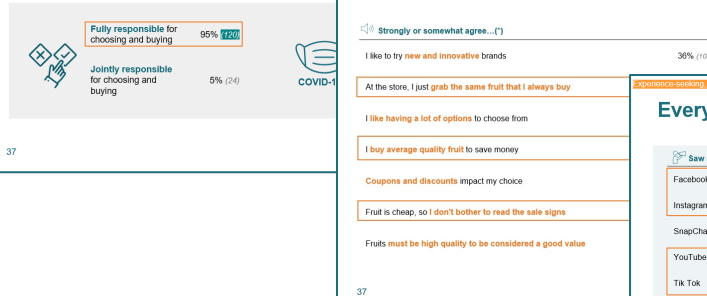 Fully responsible for
choosing and buying
95% (120)
Jointly responsible
for choosing and
buying
5% (24)
COVID-1
37
Strongly or somewhat agree…(*)
I like to try new and innovative brands
36% (10
At the store, I just grab the same fruit that I always buy
I like having a lot of options to choose from
I buy average quality fruit to save money
Coupons and discounts impact my choice
Fruit is cheap, so I don't bother to read the sale signs
Fruits must be high quality to be considered a good value
37
Experience-seeking
Every
Saw
Facebook
Instagram
SnapCha
YouTube
Tik Tok